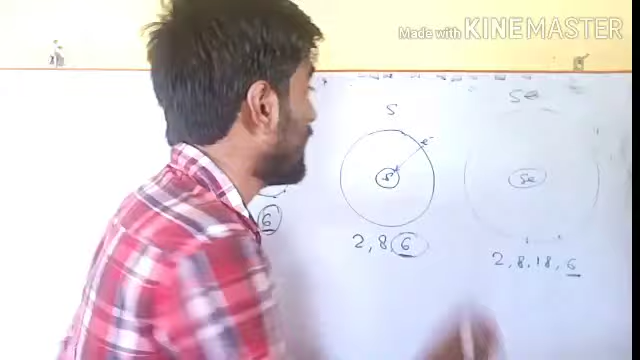 Made with KINEMASTER
S Se
e-
S Se
6
2, 8, 6
2, 8, 18, 6